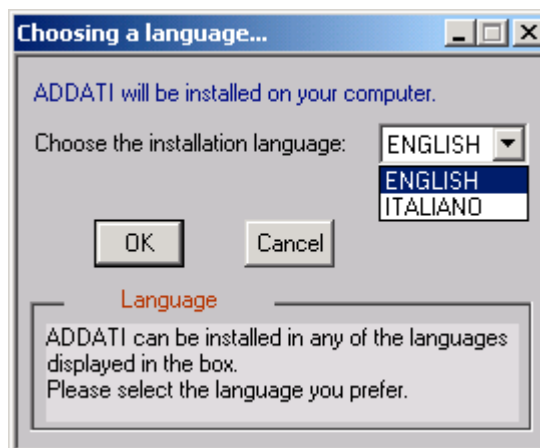 Choosing a language...
ADDATI will be installed on your computer.
Choose the installation language: ENGLISH
ENGLISH
ITALIANO
OK Cancel
Language
ADDATI can be installed in any of the languages
displayed in the box.
Please select the language you prefer.